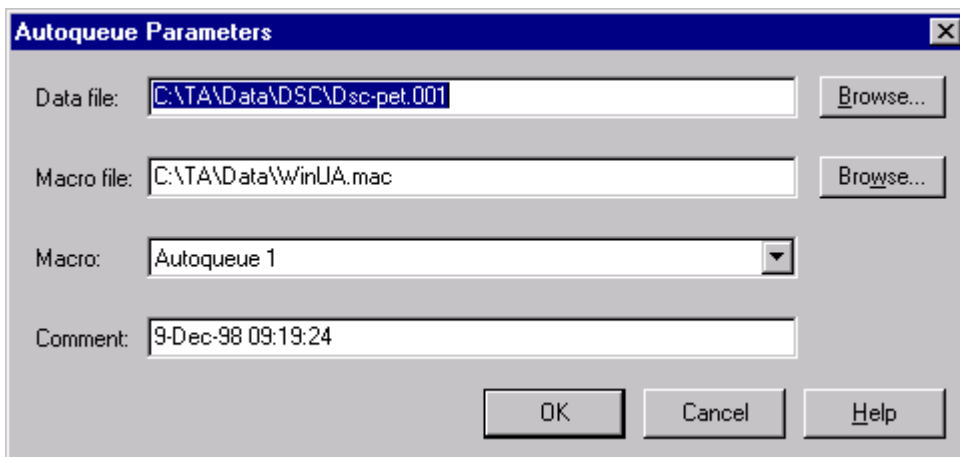 Autoqueue Parameters
Data file: C:\TA\Data\DSC\Dsc-pet.001 Browse...
Macro file: C:\TA\Data\WinUA.mac Browse...
Macro: Autoqueue 1
Comment: 9-Dec-98 09:19:24
OK Cancel Help